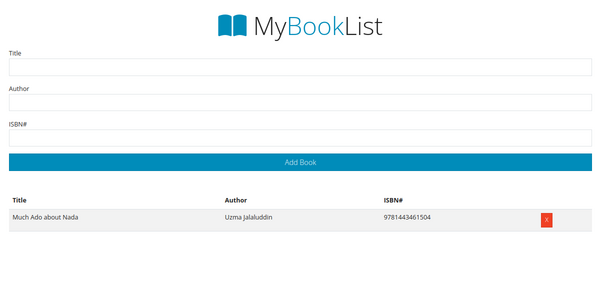 MyBookList
Title
Author
ISBN#
Add Book
Title Author ISBN#
Much Ado about Nada Uzma Jalaluddin 9781443461504 X